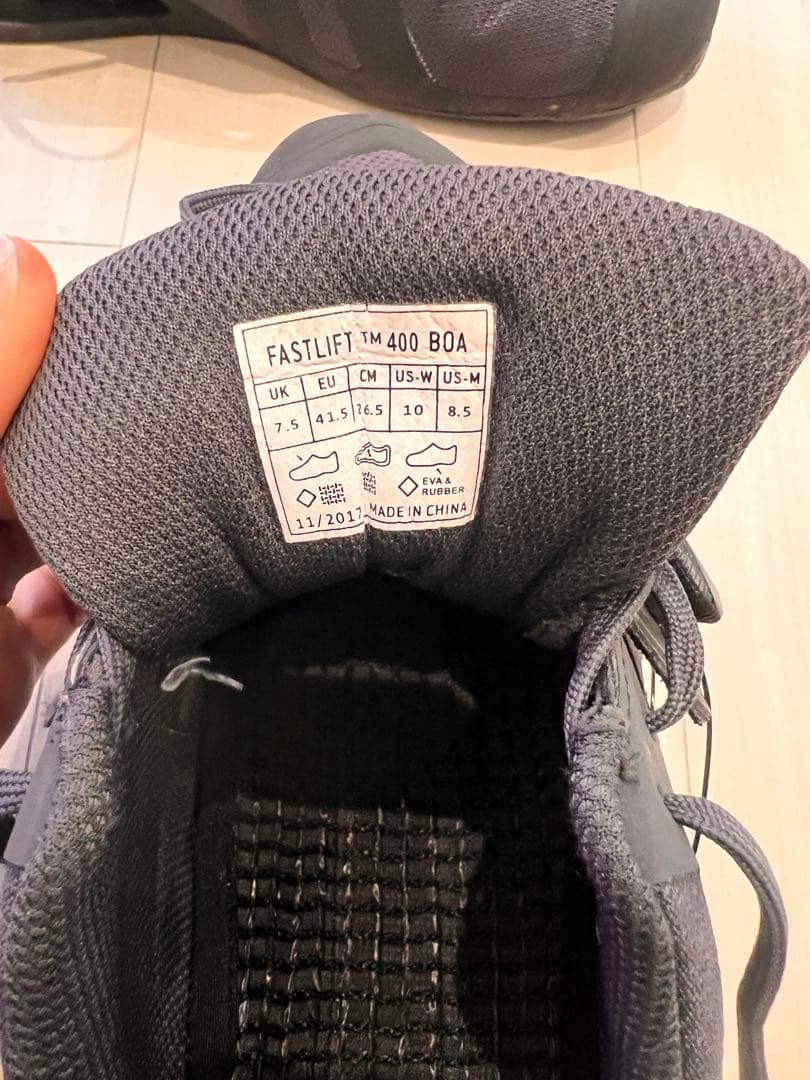 FASTLIFT ™ 400 BOA
UK EU CM US-W US-M
7.5 41.5 26.5 10 8.5
EVA &
RUBBER
11/2017 MADE IN CHINA